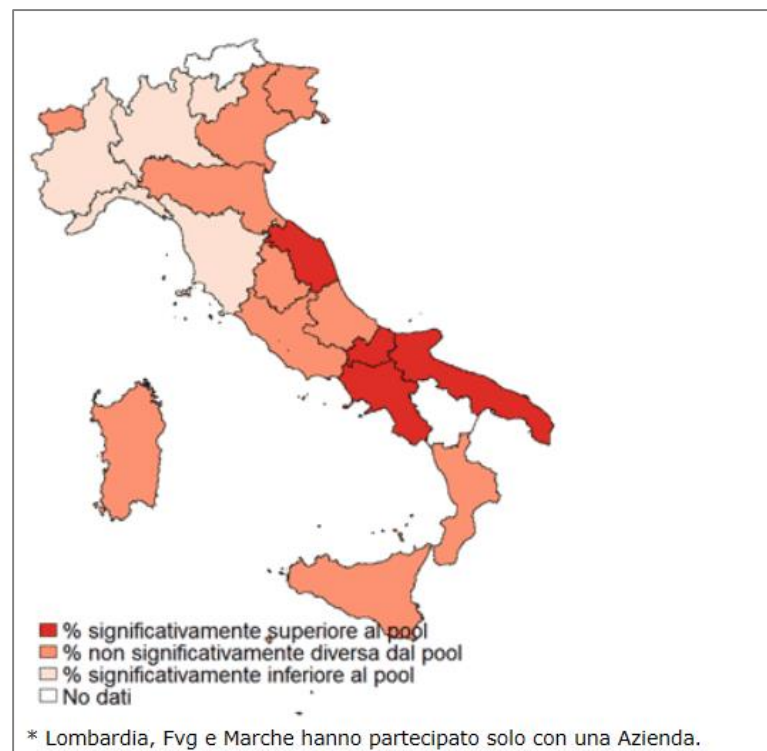 % significativamente superiore al pool
% non significativamente diversa dal pool
% significativamente inferiore al pool
No dati
* Lombardia, Fvg e Marche hanno partecipato solo con una Azienda.